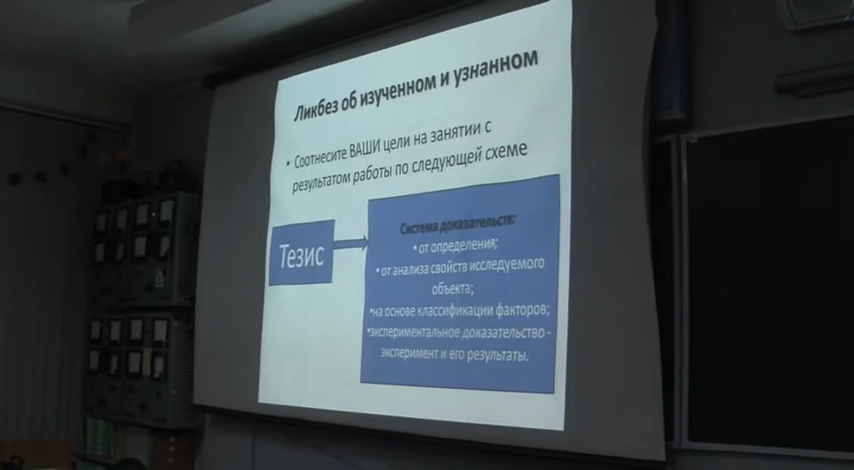 Ликбез об изученном и узнанном
• Соотнесите ВАШИ цели на занятии с
результатом работы по следующей схеме
Тезис
Система доказательств:
• от определения;
• от анализа свойств исследуемого
объекта;
•на основе классификации факторов;
•экспериментальное доказательство -
эксперимент и его результаты.